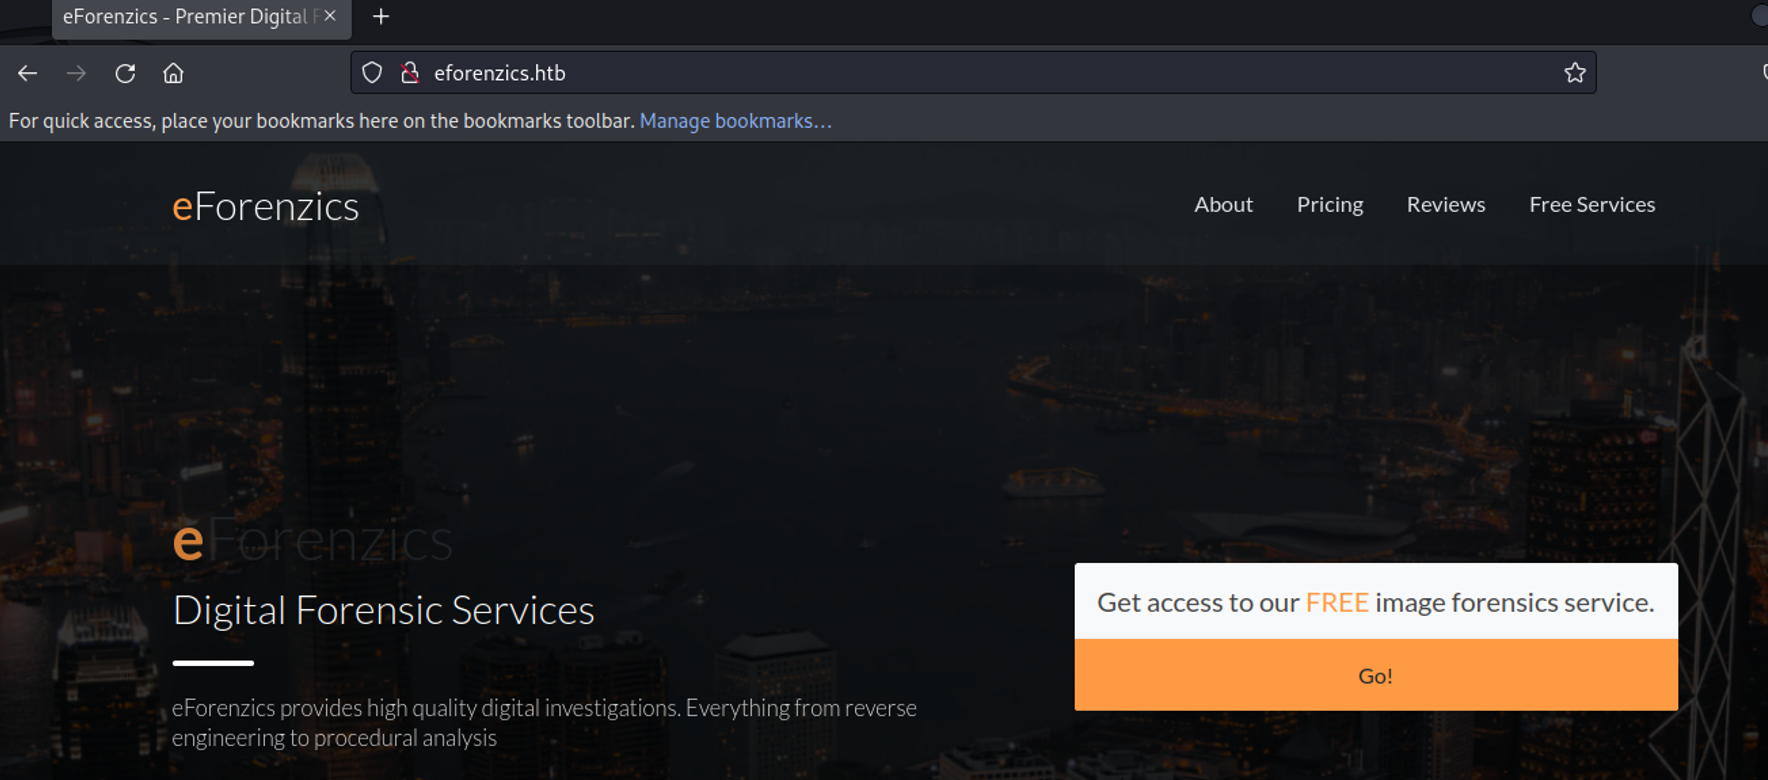 eForenzics - Premier Digital F
eforenzics.htb
For quick access, place your bookmarks here on the bookmarks toolbar. Manage bookmarks...
eForenzics
About Pricing Reviews Free Services
eForenzics
Digital Forensic Services
Get access to our FREE image forensics service.
Go!
eForenzics provides high quality digital investigations. Everything from reverse
engineering to procedural analysis